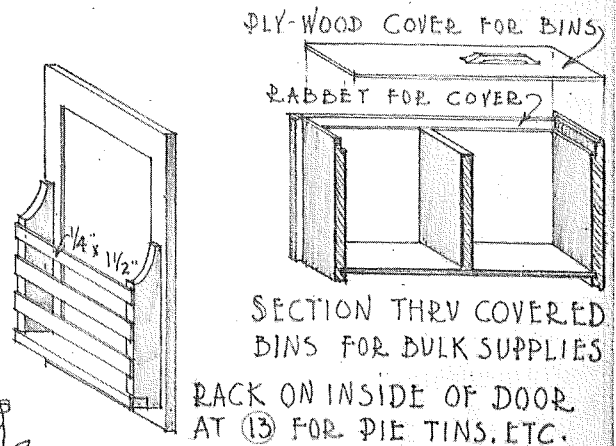 PLY-WOOD COVER FOR BINS
RABBET FOR COVER
1/4" x 1 1/2"
SECTION THRU COVERED
BINS FOR BULK SUPPLIES
RACK ON INSIDE OF DOOR
AT 13 FOR PIE TINS, ETC.